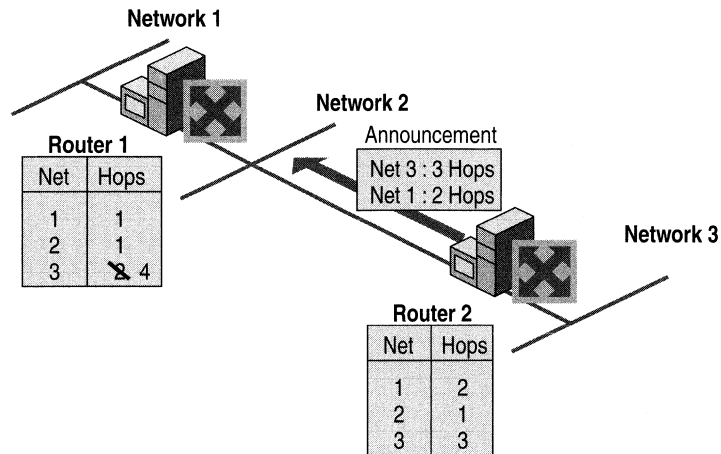 Network 1
Network 2
Announcement
Net 3 : 3 Hops
Net 1 : 2 Hops
Router 1
Net Hops
1 1
2 1
3 2 4
Network 3
Router 2
Net Hops
1 2
2 1
3 3